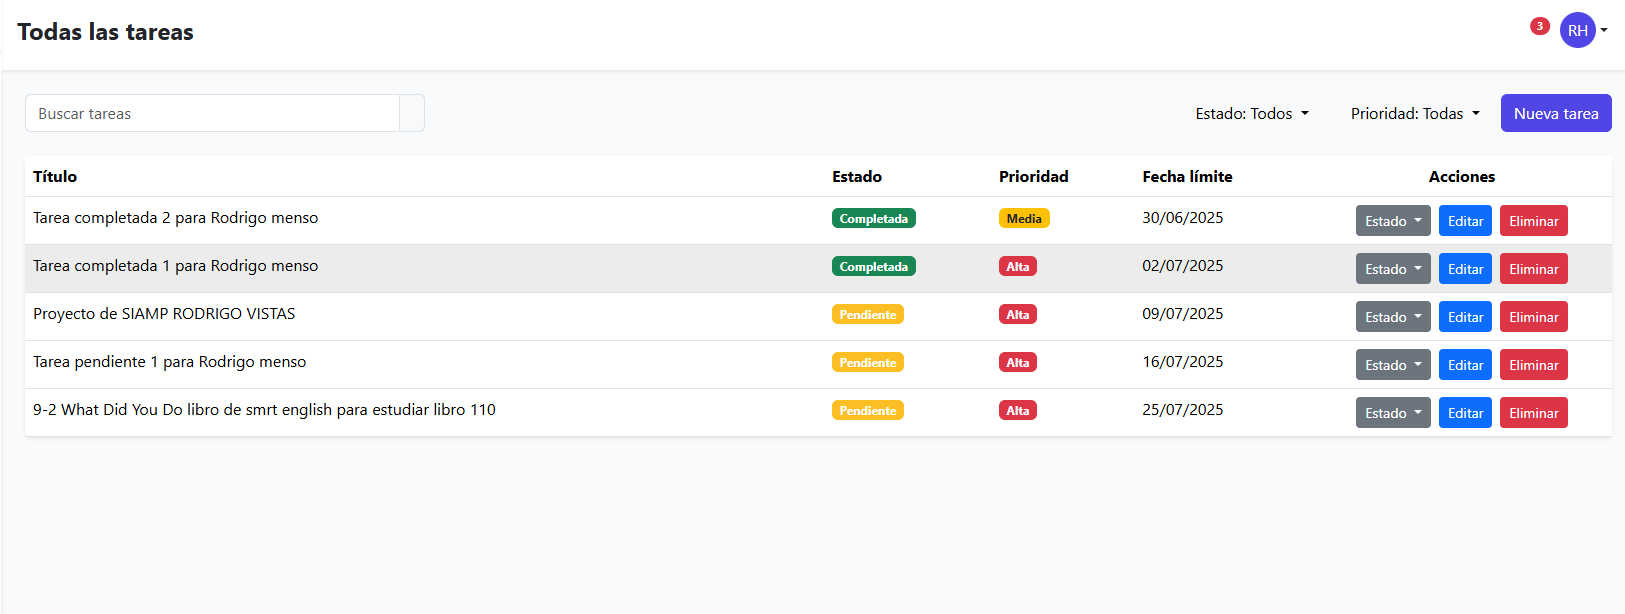 Todas las tareas
3
RH
Buscar tareas
Estado: Todos
Prioridad: Todas
Nueva tarea
Título Estado Prioridad Fecha límite Acciones
Tarea completada 2 para Rodrigo menso Completada Media 30/06/2025 Estado Editar Eliminar
Tarea completada 1 para Rodrigo menso Completada Alta 02/07/2025 Estado Editar Eliminar
Proyecto de SIAMP RODRIGO VISTAS Pendiente Alta 09/07/2025 Estado Editar Eliminar
Tarea pendiente 1 para Rodrigo menso Pendiente Alta 16/07/2025 Estado Editar Eliminar
9-2 What Did You Do libro de smrt english para estudiar libro 110 Pendiente Alta 25/07/2025 Estado Editar Eliminar